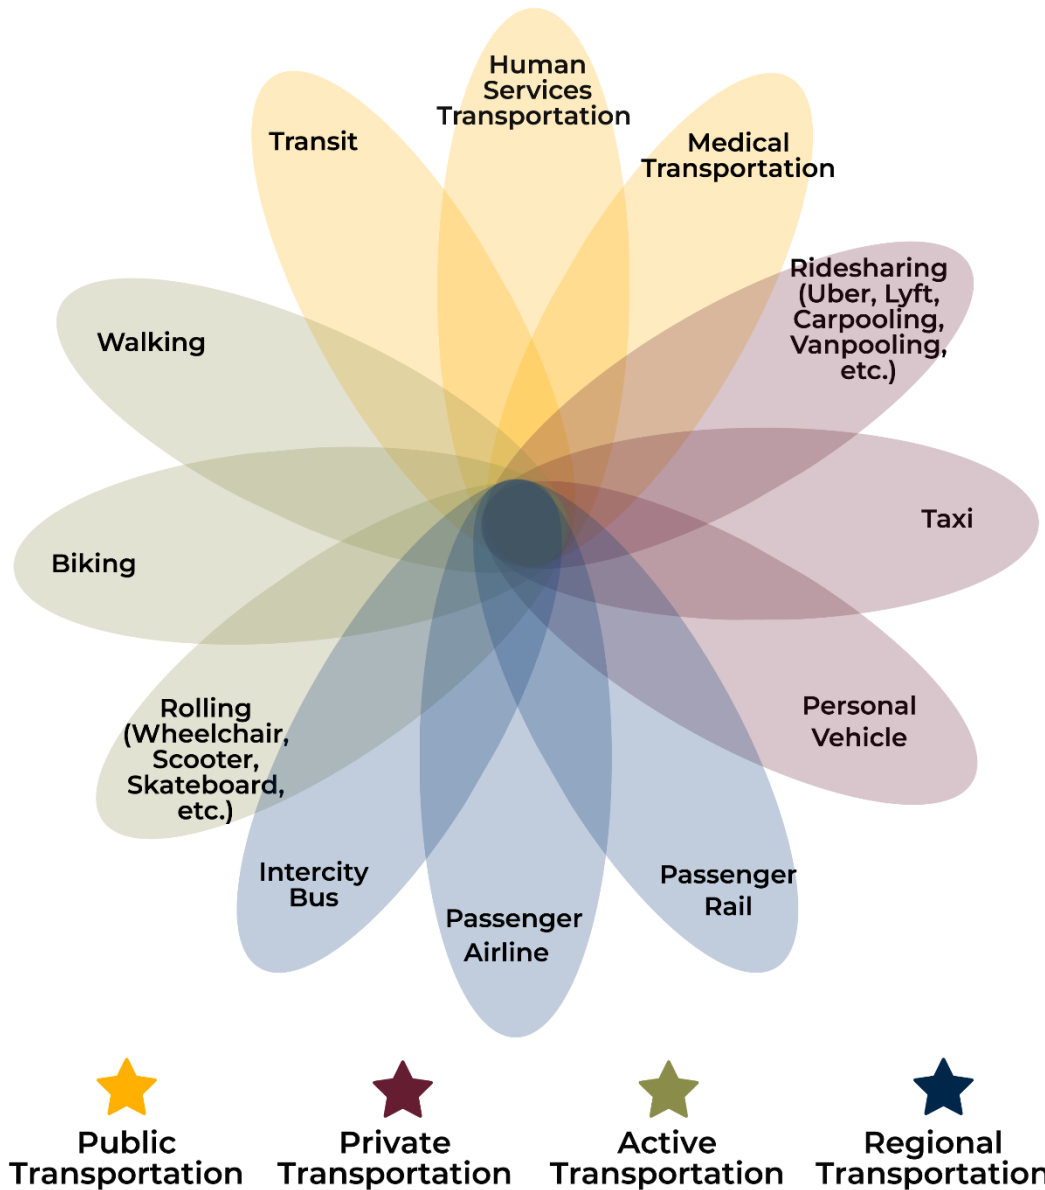 Human
Services
Transportation
Transit
Medical
Transportation
Ridesharing
(Uber, Lyft,
Carpooling,
Vanpooling,
etc.)
Walking
Taxi
Biking
Personal
Vehicle
Rolling
(Wheelchair,
Scooter,
Skateboard,
etc.)
Intercity
Bus
Passenger
Airline
Passenger
Rail
Public
Transportation
Private
Transportation
Active
Transportation
Regional
Transportation